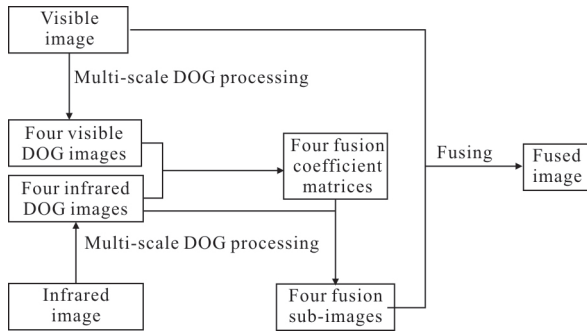 Visible
image
Multi-scale DOG processing
Four visible
DOG images
Four infrared
DOG images
Multi-scale DOG processing
Infrared
image
Four fusion
coefficient
matrices
Four fusion
sub-images
Fusing
Fused
image